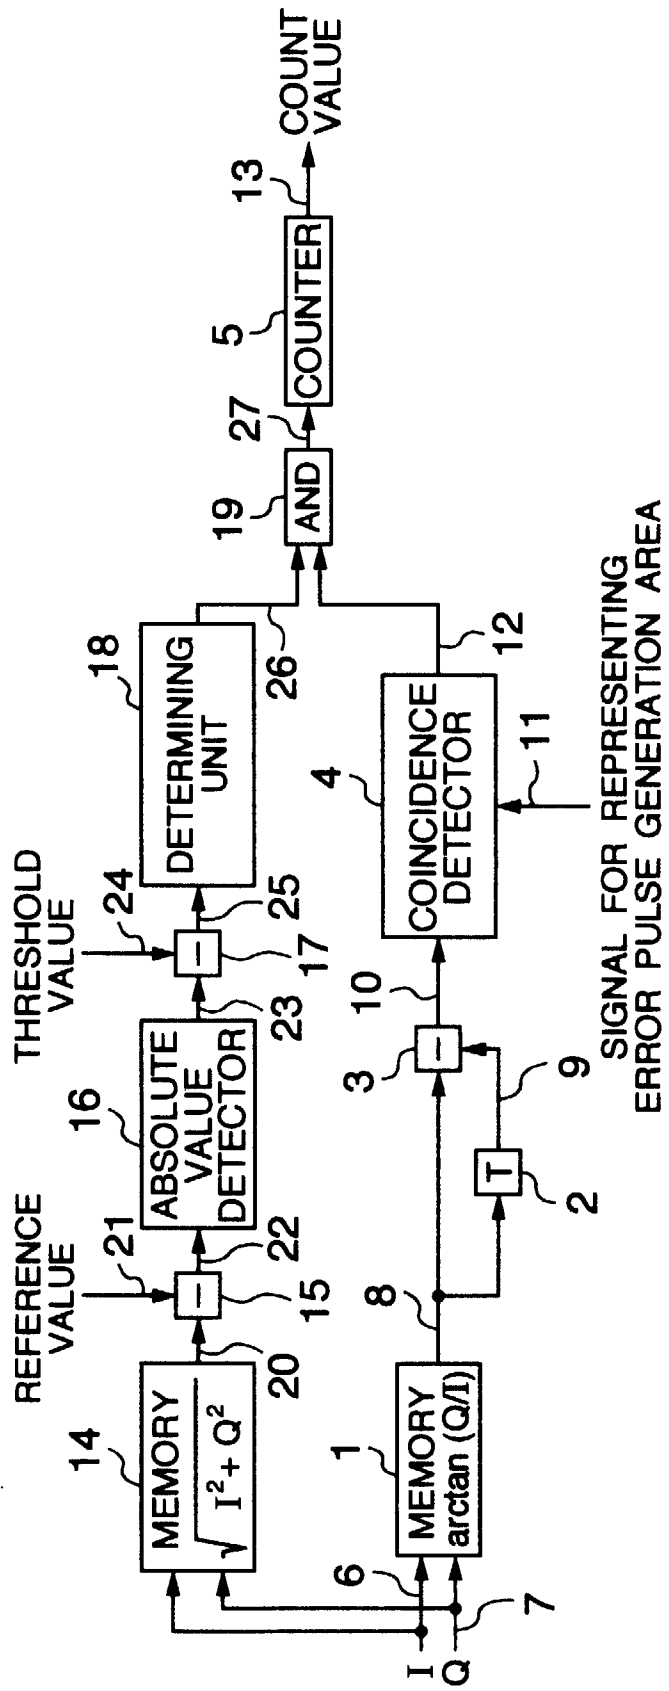 REFERENCE
VALUE
21
THRESHOLD
VALUE
24
14
MEMORY
√I²+Q²
20
15
22
16
ABSOLUTE
VALUE
DETECTOR
23
17
25
18
DETERMINING
UNIT
26
19
AND
27
5
COUNTER
13
COUNT
VALUE
I
Q
6
7
1
MEMORY
arctan (Q/I)
8
2
T
9
3
10
4
COINCIDENCE
DETECTOR
11
12
SIGNAL FOR REPRESENTING
ERROR PULSE GENERATION AREA